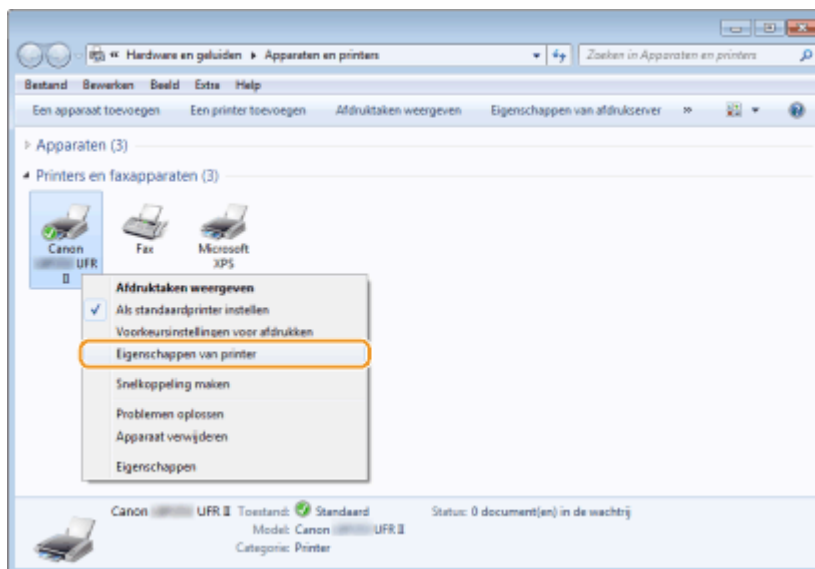 « Hardware en geluiden ▸ Apparaten en printers
Zoeken in Apparaten en printers
Bestand Bewerken Beeld Extra Help
Een apparaat toevoegen Een printer toevoegen Afdruktaken weergeven Eigenschappen van afdrukserver »
Apparaten (3)
Printers en faxapparaten (3)
Canon UFR II
Fax
Microsoft XPS
Afdruktaken weergeven
Als standaardprinter instellen
Voorkeursinstellingen voor afdrukken
Eigenschappen van printer
Snelkoppeling maken
Problemen oplossen
Apparaat verwijderen
Eigenschappen
Canon UFR II Toestand: Standaard Status: 0 document(en) in de wachtrij
Model: Canon UFR II
Categorie: Printer